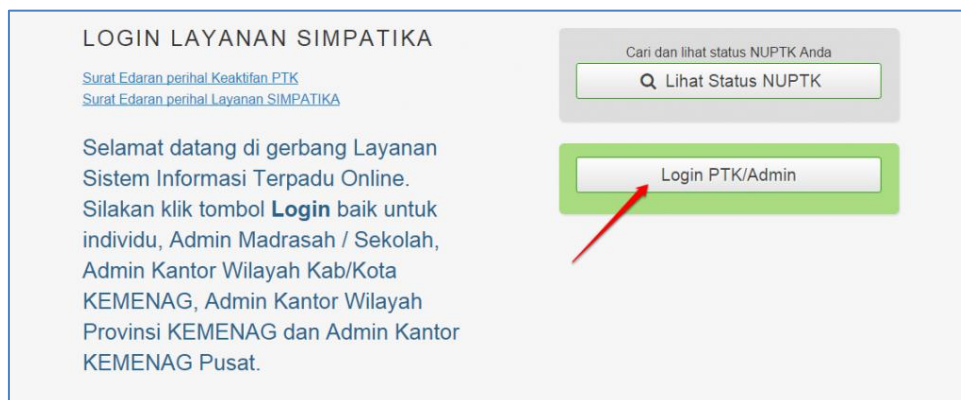 LOGIN LAYANAN SIMPATIKA
Surat Edaran perihal Keaktifan PTK
Surat Edaran perihal Layanan SIMPATIKA
Selamat datang di gerbang Layanan
Sistem Informasi Terpadu Online.
Silakan klik tombol Login baik untuk
individu, Admin Madrasah / Sekolah,
Admin Kantor Wilayah Kab/Kota
KEMENAG, Admin Kantor Wilayah
Provinsi KEMENAG dan Admin Kantor
KEMENAG Pusat.
Cari dan lihat status NUPTK Anda
Lihat Status NUPTK
Login PTK/Admin